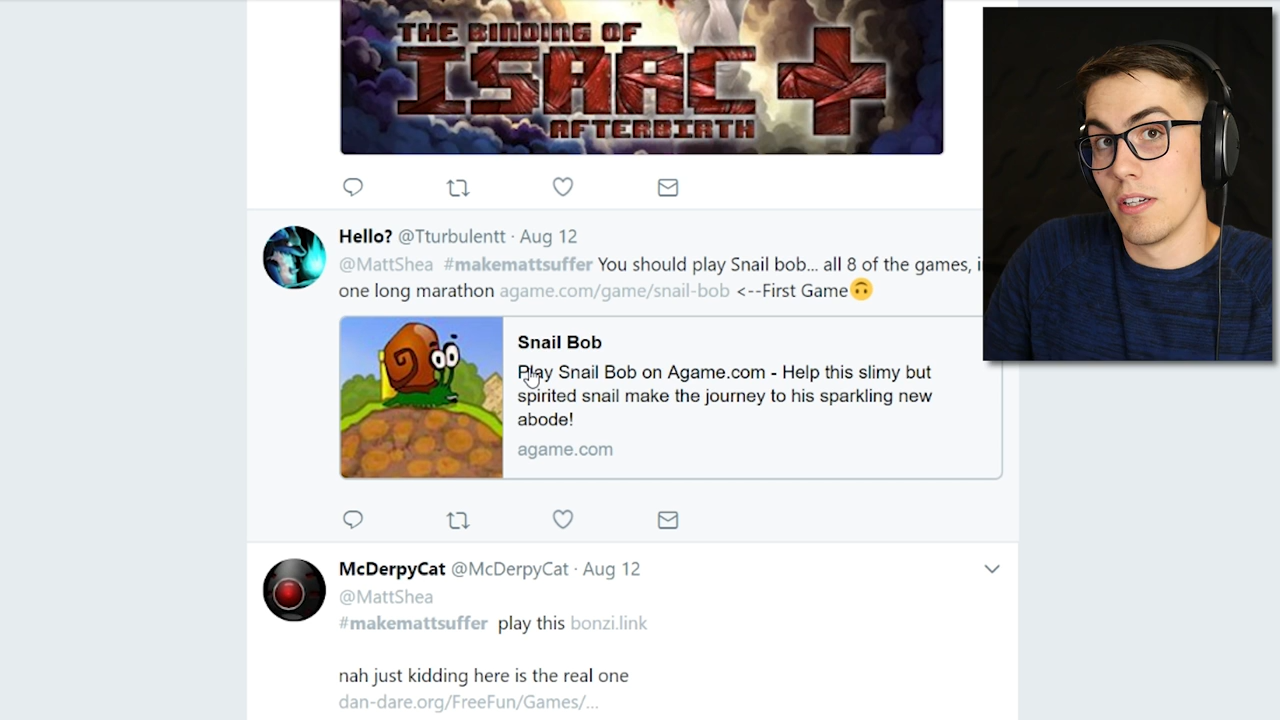 THE BINDING OF
ISAAC
AFTERBIRTH
Hello? @Tturbulentt · Aug 12
@MattShea #makemattsuffer You should play Snail bob... all 8 of the games,
one long marathon agame.com/game/snail-bob <--First Game🙃
Snail Bob
Play Snail Bob on Agame.com - Help this slimy but
spirited snail make the journey to his sparkling new
abode!
agame.com
McDerpyCat @McDerpyCat · Aug 12
@MattShea
#makemattsuffer play this bonzi.link
nah just kidding here is the real one
dan-dare.org/FreeFun/Games/...